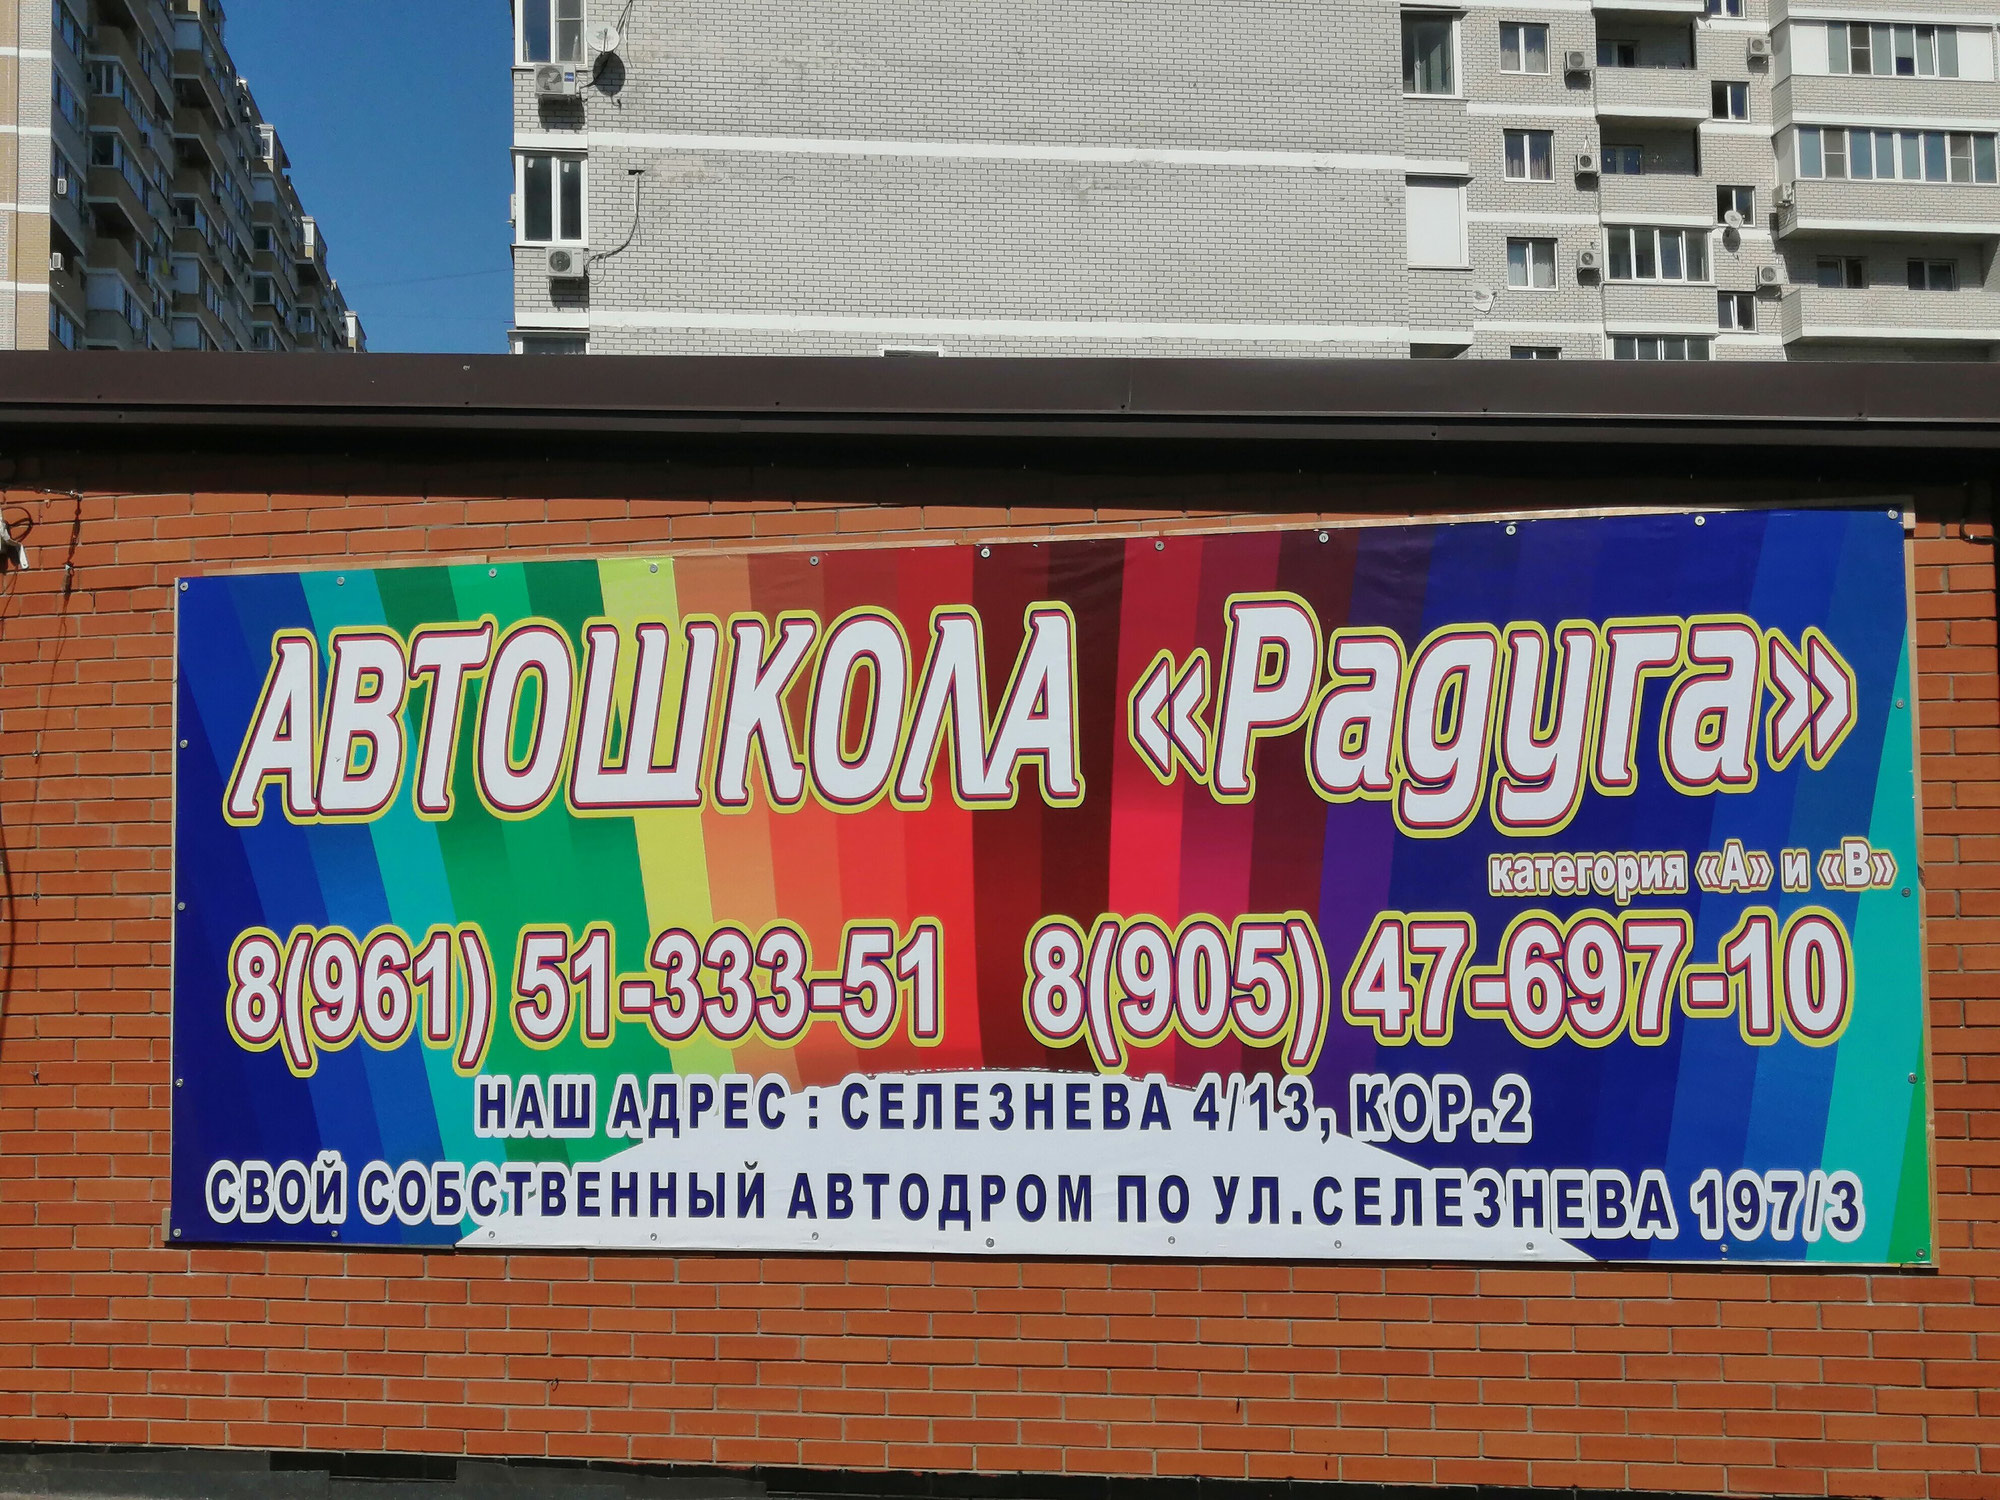 АВТОШКОЛА «Радуга»
категория «А» и «В»
8(961) 51-333-51 8(905) 47-697-10
НАШ АДРЕС : СЕЛЕЗНЕВА 4/13, КОР.2
СВОЙ СОБСТВЕННЫЙ АВТОДРОМ ПО УЛ.СЕЛЕЗНЕВА 197/3